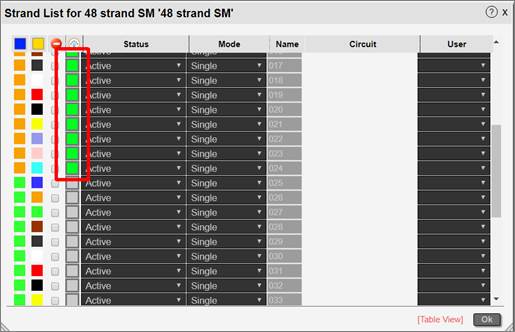 Strand List for 48 strand SM '48 strand SM' ? X
Status Mode Name Circuit User
Active Single 017
Active Single 018
Active Single 019
Active Single 020
Active Single 021
Active Single 022
Active Single 023
Active Single 024
Active Single 025
Active Single 026
Active Single 027
Active Single 028
Active Single 029
Active Single 030
Active Single 031
Active Single 032
Active Single 033
[Table View] Ok